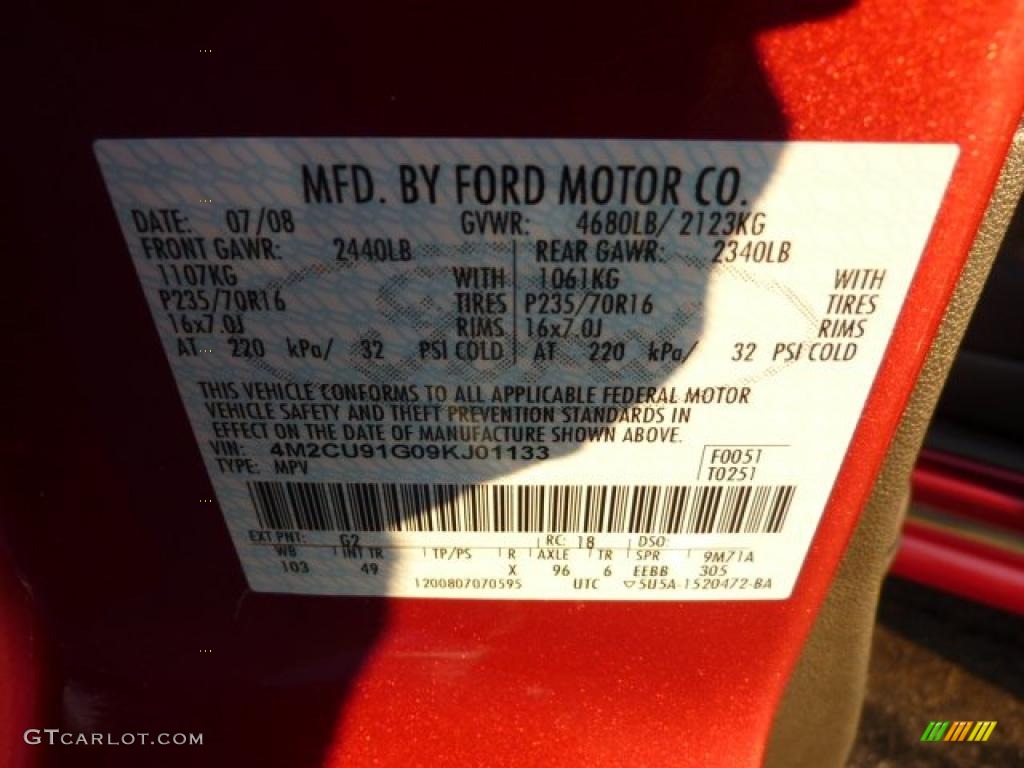 MFD. BY FORD MOTOR CO.
DATE: 07/08 GVWR: 4680LB/ 2123KG
FRONT GAWR: 2440LB REAR GAWR: 2340LB
1107KG WITH 1061KG WITH
P235/70R16 TIRES P235/70R16 TIRES
16x7.0J RIMS 16x7.0J RIMS
AT 220 kPa/ 32 PSI COLD AT 220 kPa/ 32 PSI COLD
THIS VEHICLE CONFORMS TO ALL APPLICABLE FEDERAL MOTOR
VEHICLE SAFETY AND THEFT PREVENTION STANDARDS IN
EFFECT ON THE DATE OF MANUFACTURE SHOWN ABOVE.
VIN: 4M2CU91G09KJ01133 F0051
TYPE: MPV T0251
EXT PNT: G2 RC: 18 DSO:
WB INT TR TP/PS R AXLE TR SPR 9M71A
103 49 X 96 6 EEBB 305
1200807070595 UTC ▽5U5A-1520472-BA
GTCARLOT.COM